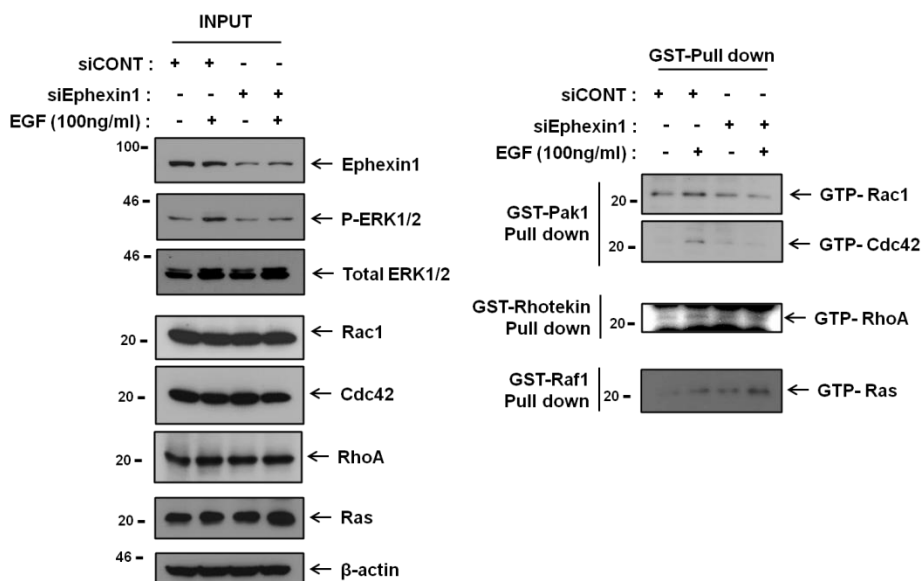 INPUT
siCONT : + + - -
siEphexin1 : - - + +
EGF (100ng/ml) : - + - +
100 -
← Ephexin1
46 -
← P-ERK1/2
46 -
← Total ERK1/2
20 -
← Rac1
20 -
← Cdc42
20 -
← RhoA
20 -
← Ras
46 -
← β-actin
GST-Pull down
siCONT : + + - -
siEphexin1 : - - + +
EGF (100ng/ml) : - + - +
GST-Pak1
Pull down
20 -
← GTP- Rac1
20 -
← GTP- Cdc42
GST-Rhotekin
Pull down
20 -
← GTP- RhoA
GST-Raf1
Pull down
20 -
← GTP- Ras